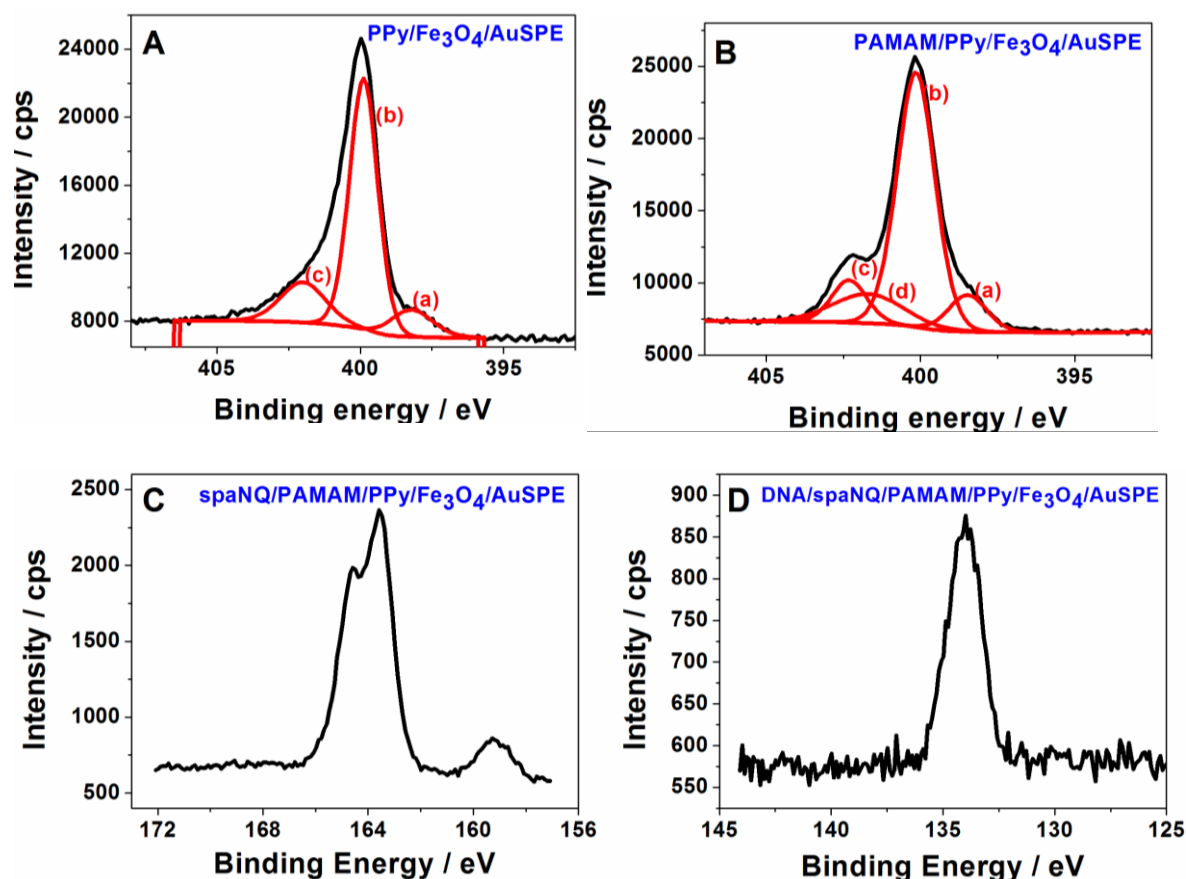 A
PPy/Fe3O4/AuSPE
Intensity / cps
24000
20000
16000
12000
8000
(b)
(c)
(a)
405
400
395
Binding energy / eV
B
PAMAM/PPy/Fe3O4/AuSPE
Intensity / cps
25000
20000
15000
10000
5000
(b)
(c)
(d)
(a)
405
400
395
Binding energy / eV
C
spaNQ/PAMAM/PPy/Fe3O4/AuSPE
Intensity / cps
2500
2000
1500
1000
500
172
168
164
160
156
Binding Energy / eV
D
DNA/spaNQ/PAMAM/PPy/Fe3O4/AuSPE
Intensity / cps
900
850
800
750
700
650
600
550
145
140
135
130
125
Binding Energy / eV